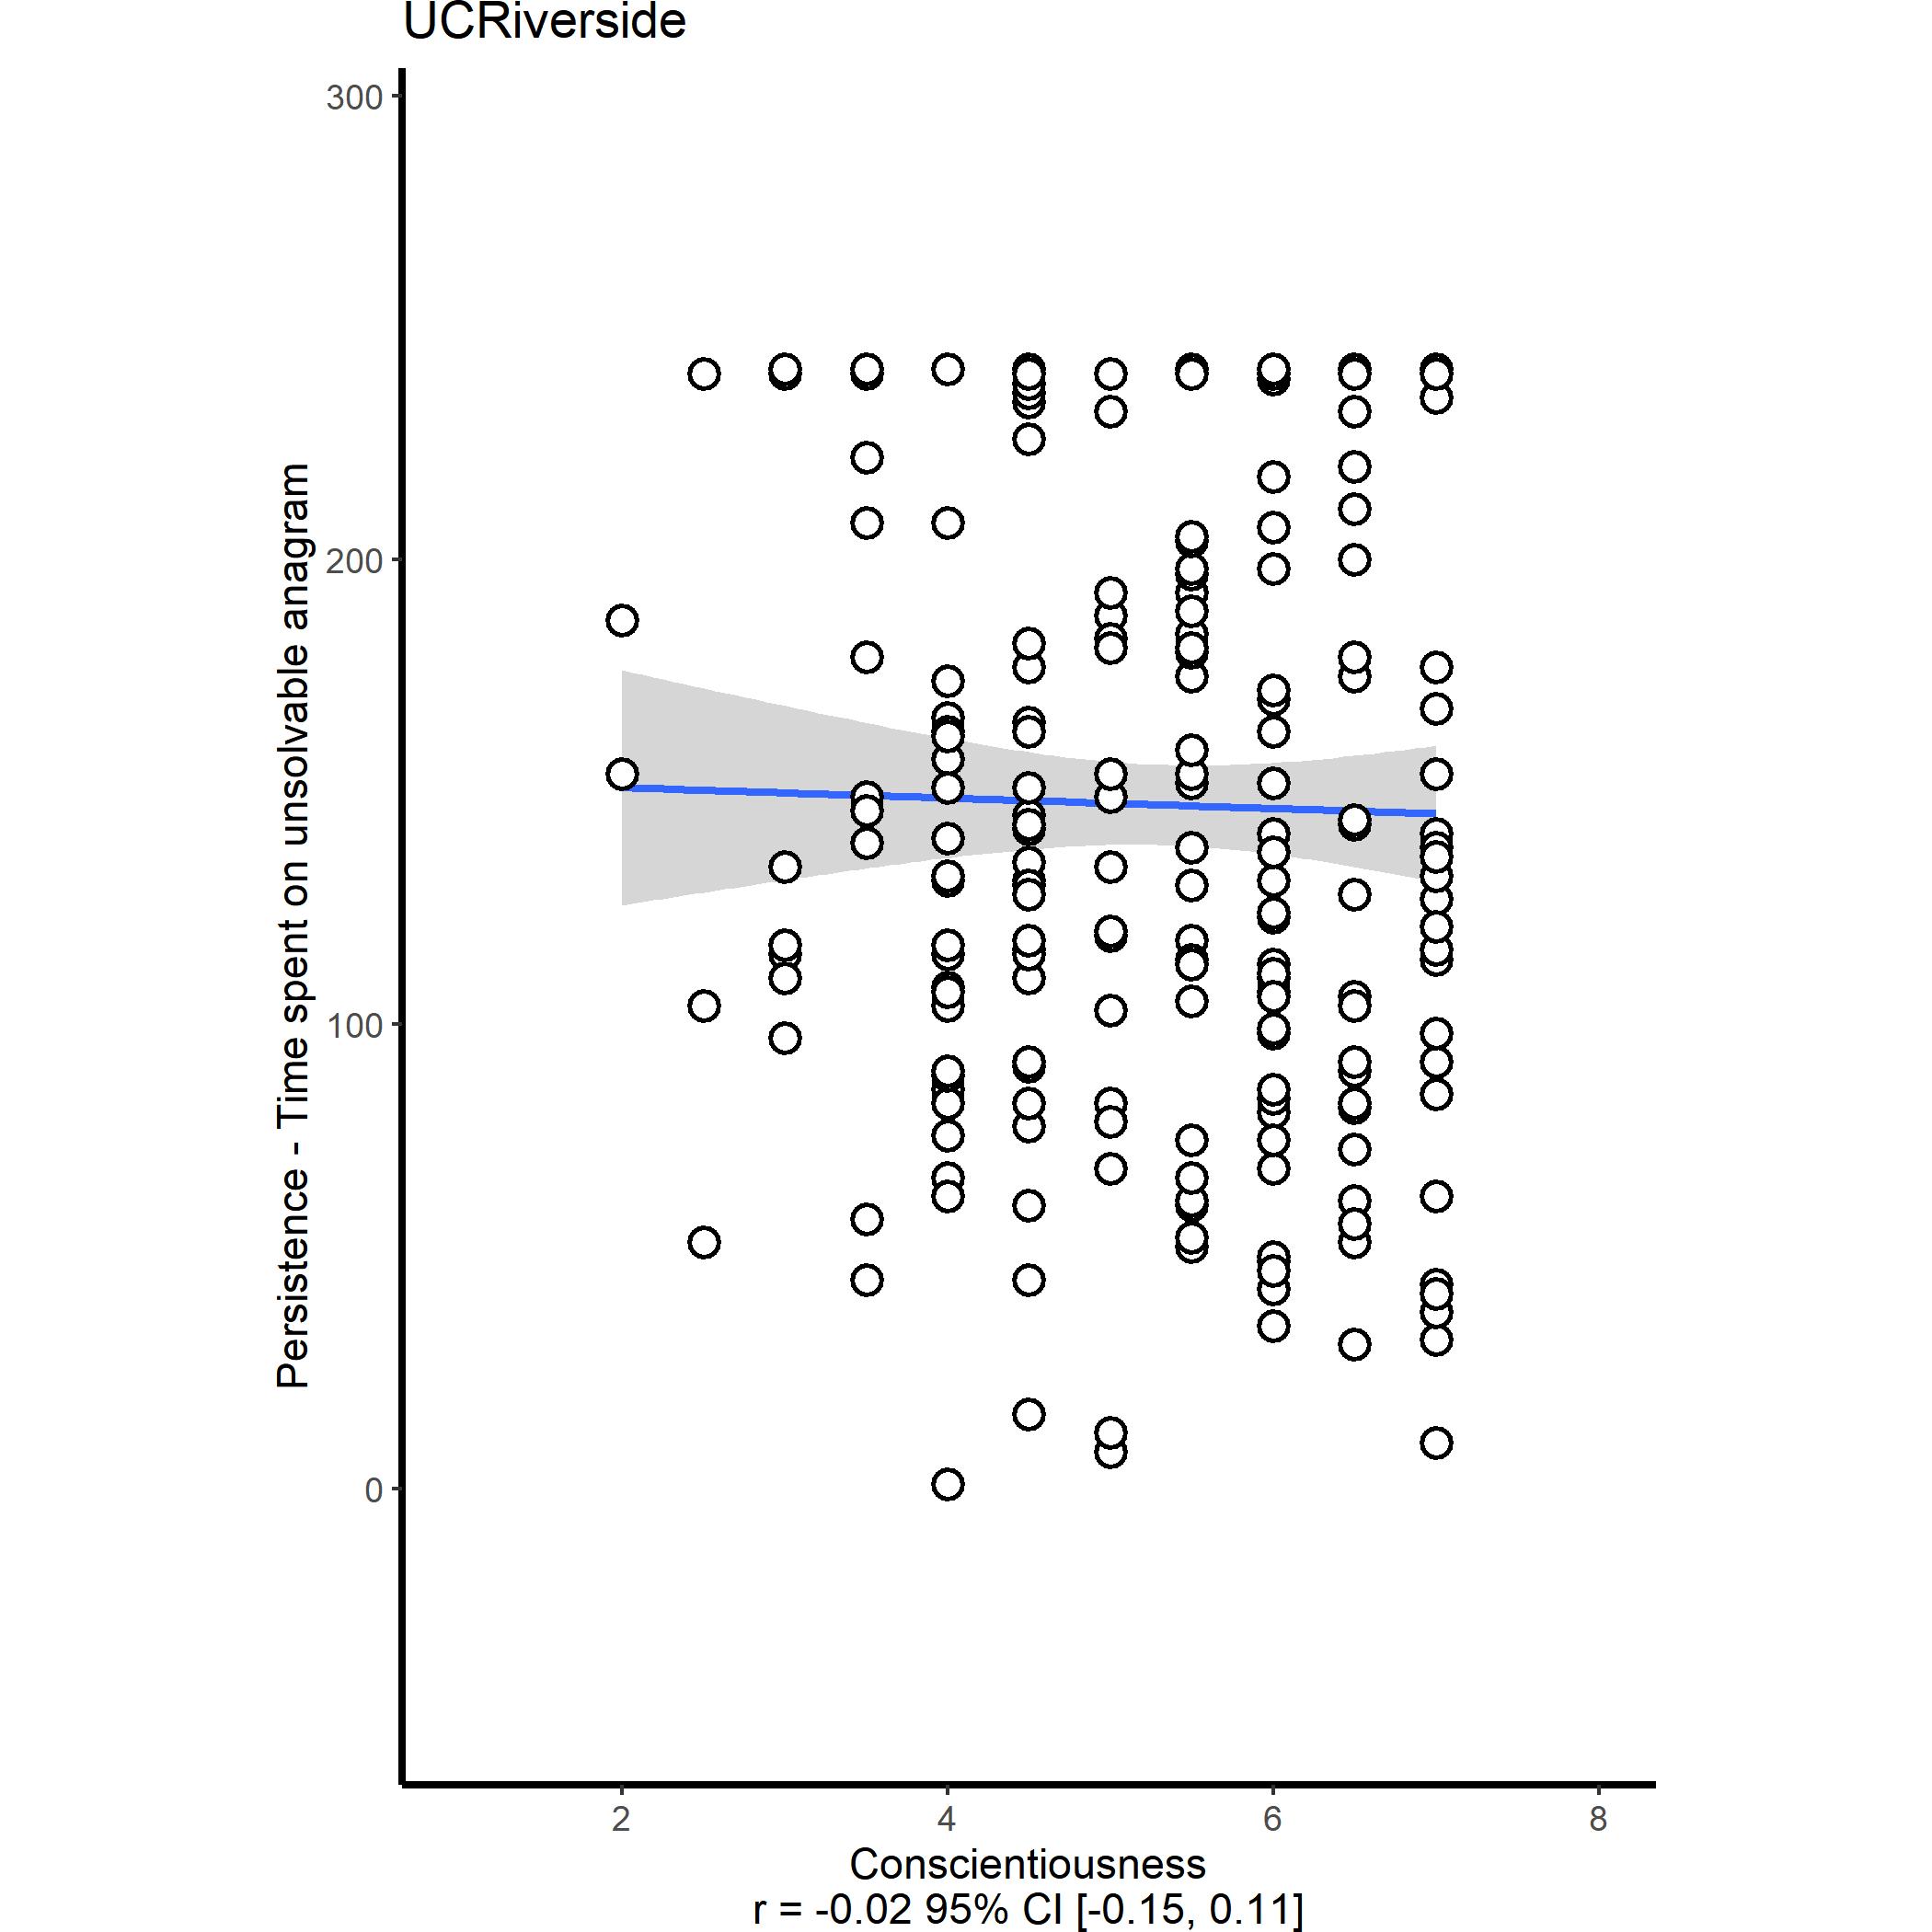 UCRiverside
Persistence - Time spent on unsolvable anagram
300
200
100
0
2 4 6 8
Conscientiousness
r = -0.02 95% CI [-0.15, 0.11]